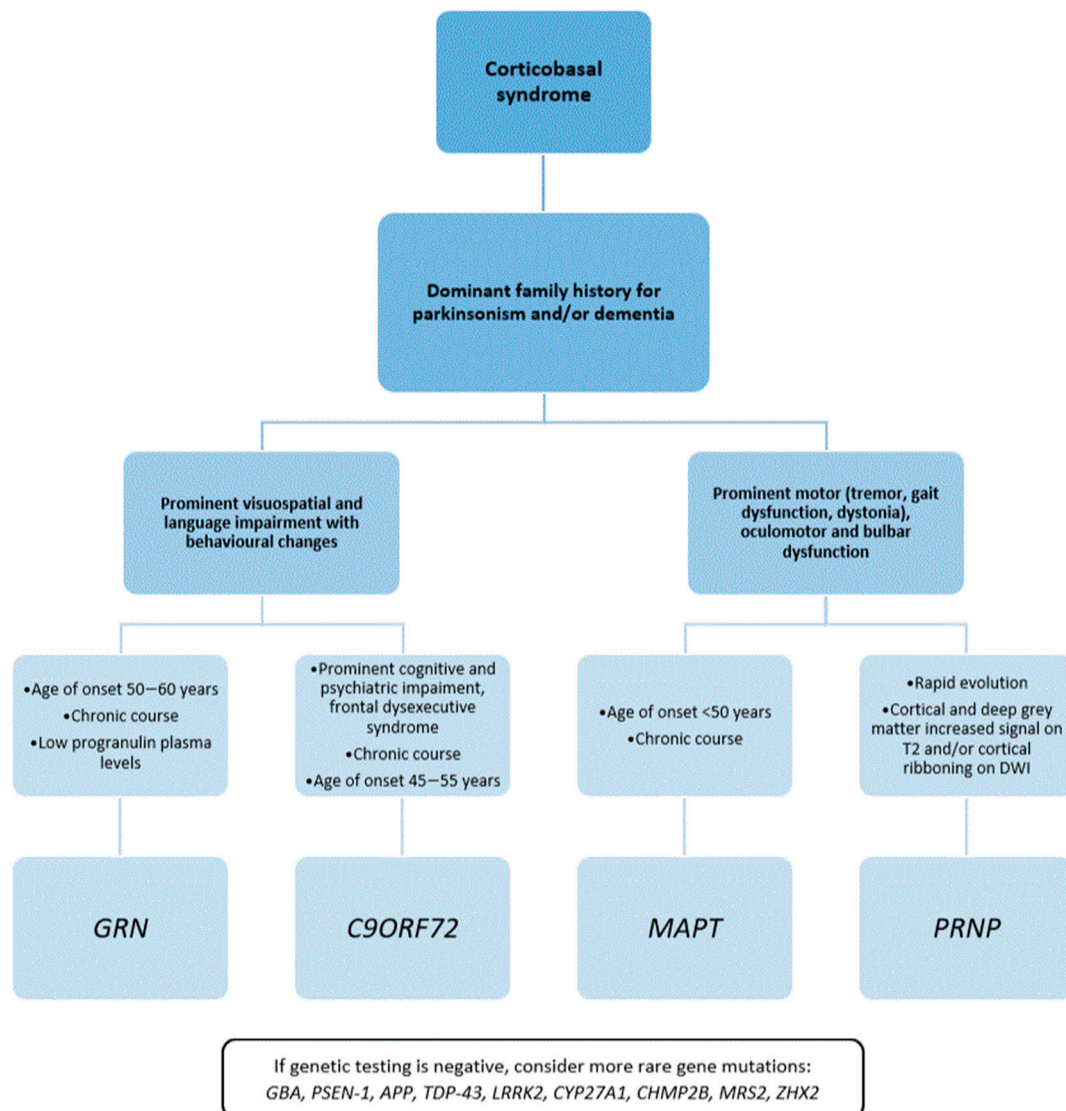 Corticobasal
syndrome
Dominant family history for
parkinsonism and/or dementia
Prominent visuospatial and
language impairment with
behavioural changes
Prominent motor (tremor, gait
dysfunction, dystonia),
oculomotor and bulbar
dysfunction
•Age of onset 50–60 years
•Chronic course
•Low progranulin plasma
levels
•Prominent cognitive and
psychiatric impaiment,
frontal dysexecutive
syndrome
•Chronic course
•Age of onset 45–55 years
•Age of onset <50 years
•Chronic course
•Rapid evolution
•Cortical and deep grey
matter increased signal on
T2 and/or cortical
ribboning on DWI
GRN
C9ORF72
MAPT
PRNP
If genetic testing is negative, consider more rare gene mutations:
GBA, PSEN-1, APP, TDP-43, LRRK2, CYP27A1, CHMP2B, MRS2, ZHX2